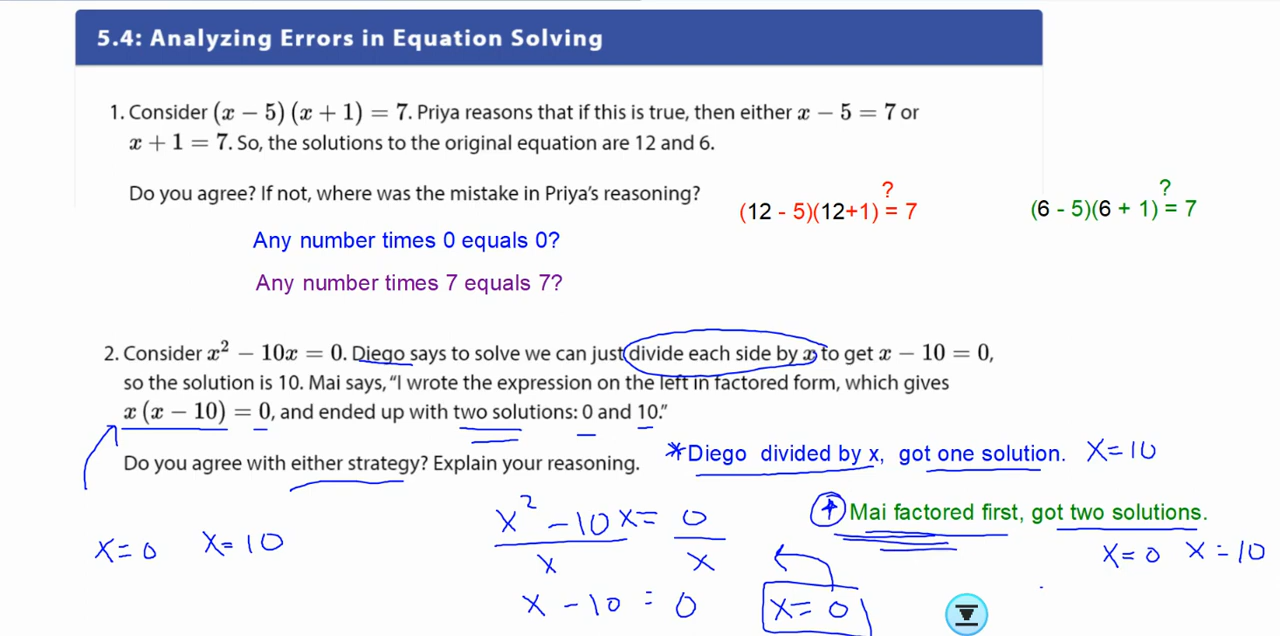 5.4: Analyzing Errors in Equation Solving
1. Consider (x − 5) (x + 1) = 7. Priya reasons that if this is true, then either x − 5 = 7 or
x + 1 = 7. So, the solutions to the original equation are 12 and 6.
Do you agree? If not, where was the mistake in Priya's reasoning?
(12 - 5)(12+1) = 7
?
(6 - 5)(6 + 1) = 7
?
Any number times 0 equals 0?
Any number times 7 equals 7?
2. Consider x² − 10x = 0. Diego says to solve we can just divide each side by x to get x − 10 = 0,
so the solution is 10. Mai says, “I wrote the expression on the left in factored form, which gives
x (x − 10) = 0, and ended up with two solutions: 0 and 10.”
Do you agree with either strategy? Explain your reasoning.
*Diego divided by x, got one solution. X=10
Mai factored first, got two solutions.
x=0 x=10
x=0 x=10
x² −10x = 0
x x
x −10 = 0
x=0